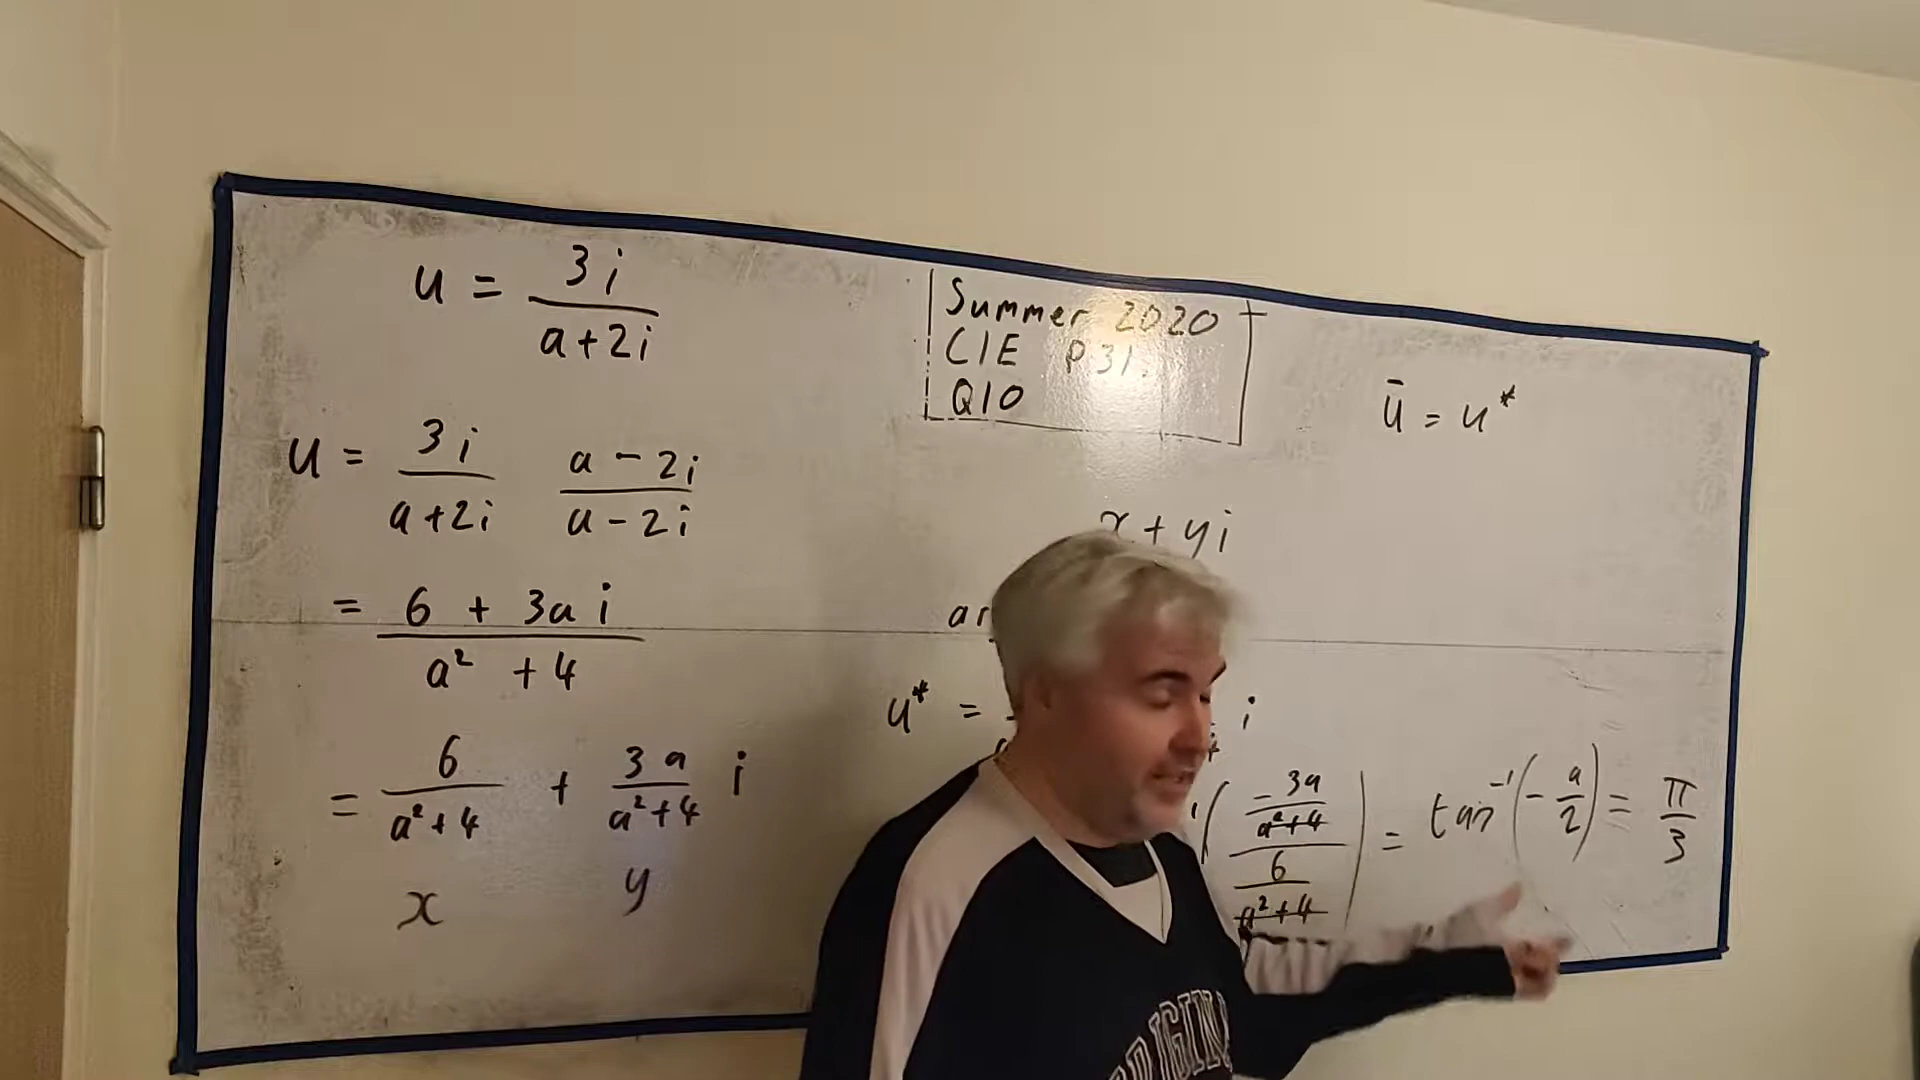 u = 3i / a+2i
u = 3i / a+2i a-2i / a-2i
= 6 + 3a i / a² + 4
= 6 / a²+4 + 3a / a²+4 i
x y
Summer 2020
CIE P31.
Q10
ū = u*
x + yi
u* = i
( -3a / a²+4 / 6 / a²+4 ) = tan⁻¹(-a/2) = π/3